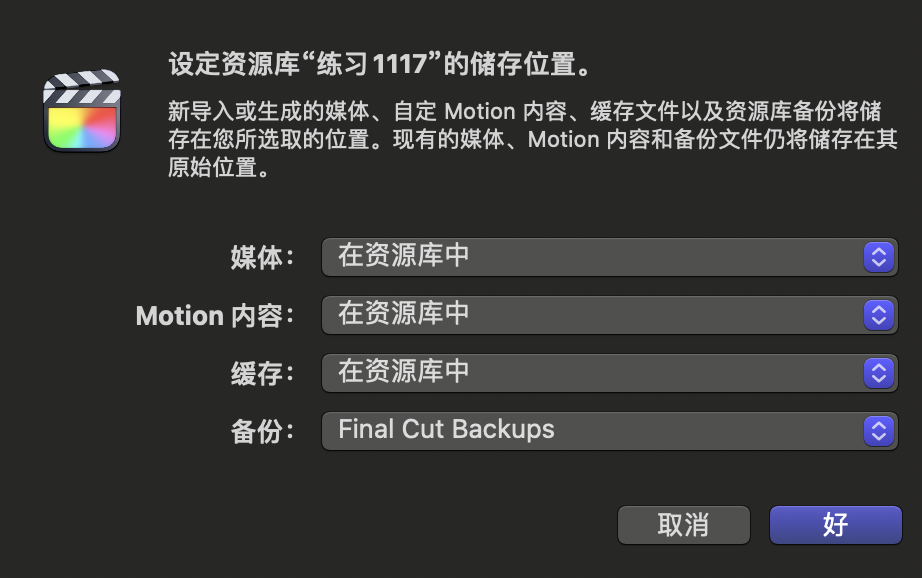 设定资源库“练习1117”的储存位置。
新导入或生成的媒体、自定 Motion 内容、缓存文件以及资源库备份将储
存在您所选取的位置。现有的媒体、Motion 内容和备份文件仍将储存在其
原始位置。
媒体： 在资源库中
Motion 内容： 在资源库中
缓存： 在资源库中
备份： Final Cut Backups
取消 好